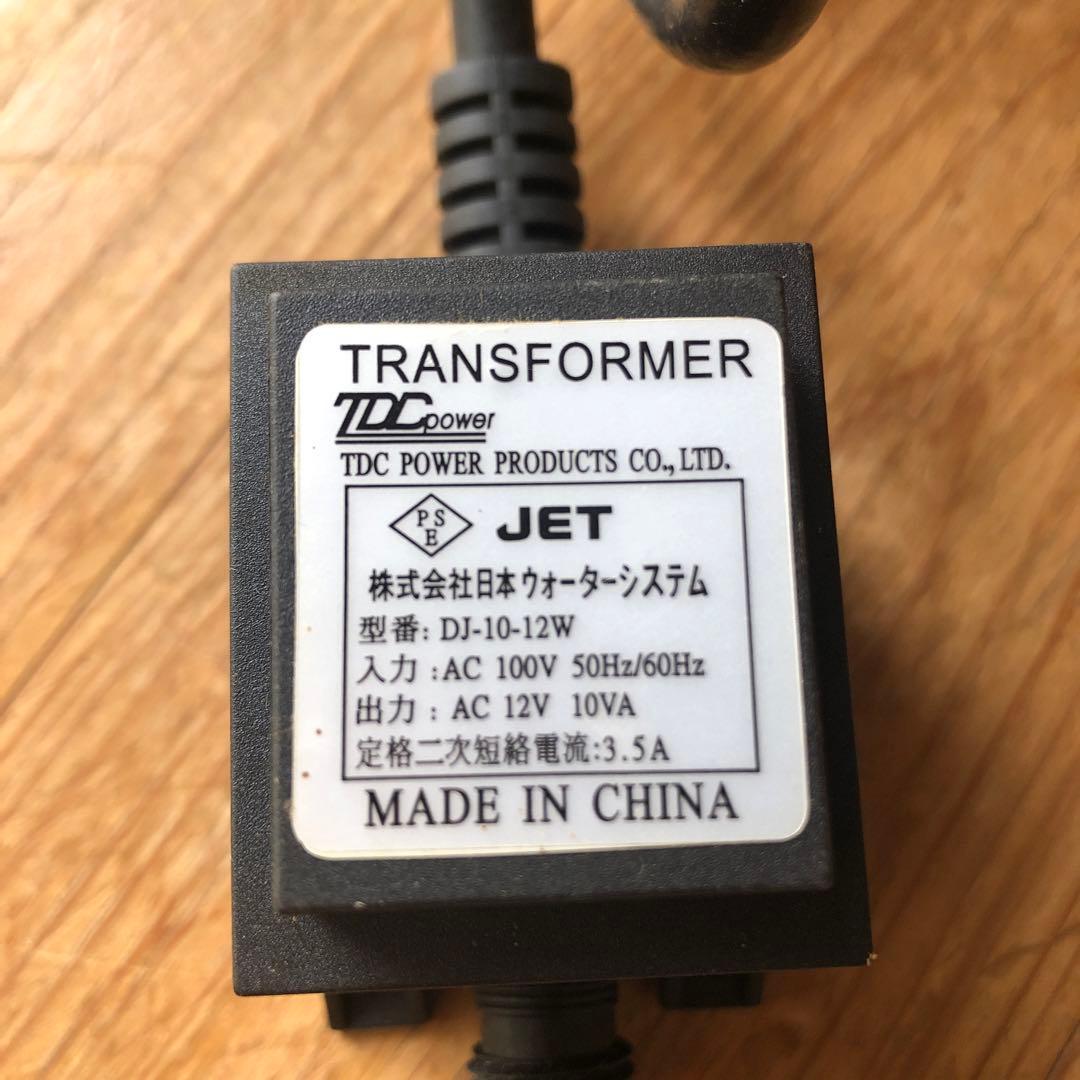 TRANSFORMER
TDC power
TDC POWER PRODUCTS CO., LTD.
PSE JET
株式会社日本ウォーターシステム
型番: DJ-10-12W
入力 :AC 100V 50Hz/60Hz
出力 : AC 12V 10VA
定格二次短絡電流:3.5A
MADE IN CHINA